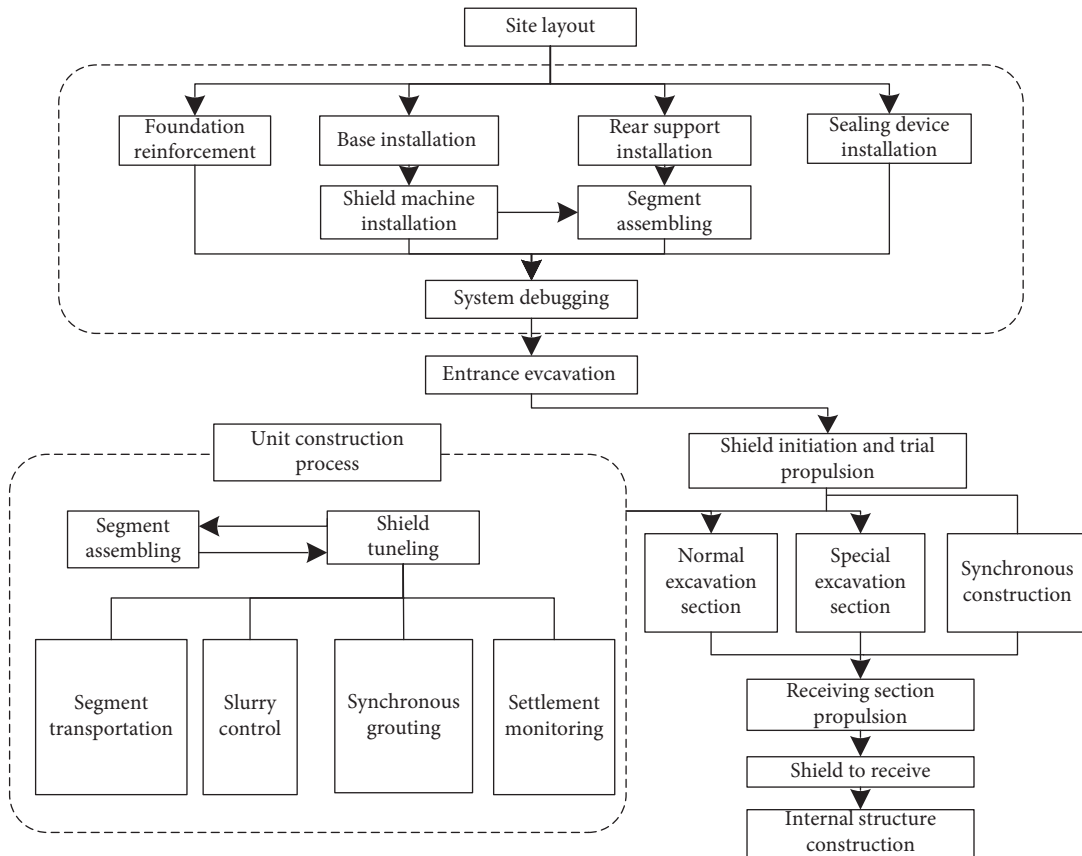 Site layout
Foundation
reinforcement
Base installation
Rear support
installation
Sealing device
installation
Shield machine
installation
Segment
assembling
System debugging
Entrance evcavation
Unit construction
process
Shield initiation and trial
propulsion
Segment
assembling
Shield
tuneling
Normal
excavation
section
Special
excavation
section
Synchronous
construction
Segment
transportation
Slurry
control
Synchronous
grouting
Settlement
monitoring
Receiving section
propulsion
Shield to receive
Internal structure
construction